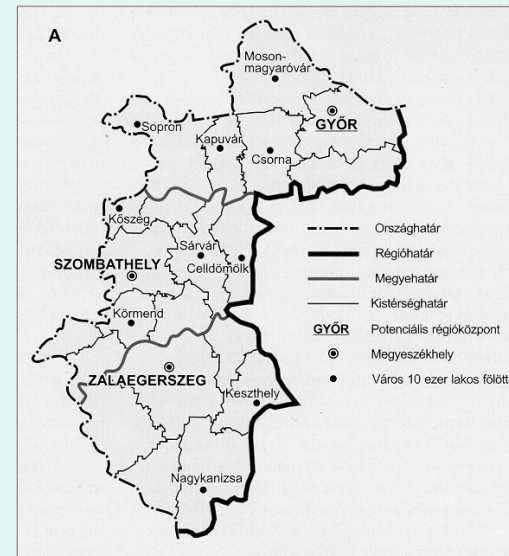 A
Moson-
magyaróvár
Sopron
GYŐR
Kapuvár
Csorna
Kőszeg
Sárvár
SZOMBATHELY
Celldömölk
Körmend
ZALAEGERSZEG
Keszthely
Nagykanizsa
Országhatár
Régióhatár
Megyehatár
Kistérséghatár
GYŐR Potenciális régióközpont
Megyeszékhely
Város 10 ezer lakos fölött